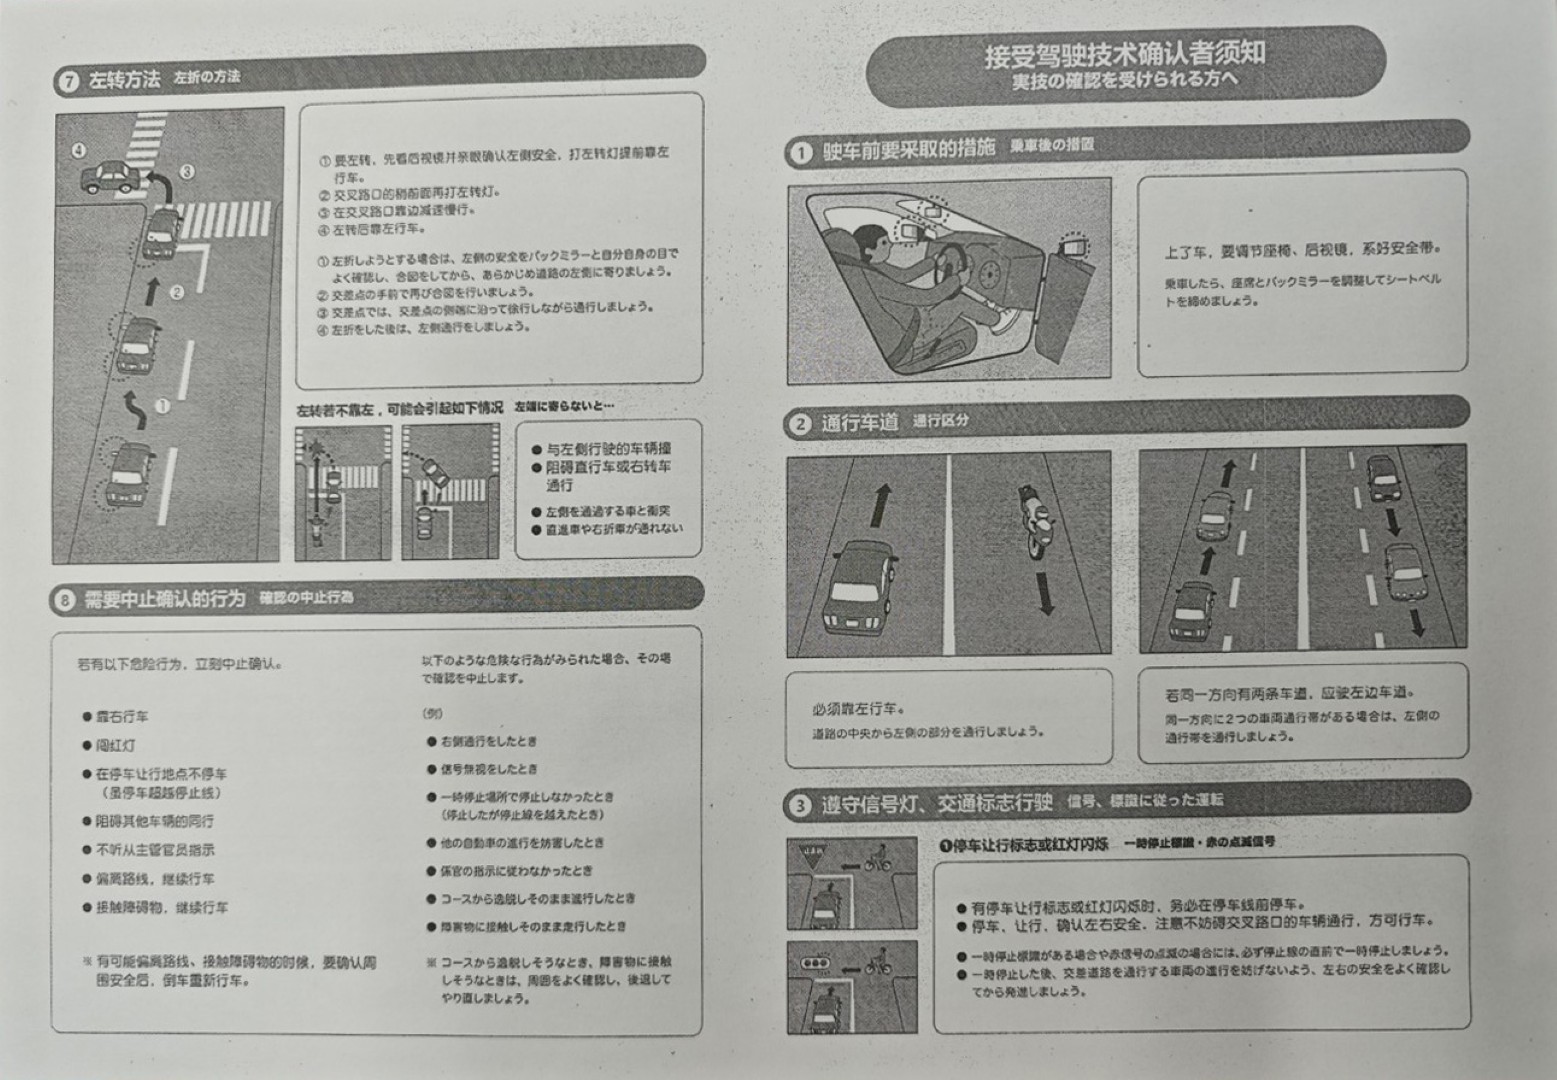 ⑦ 左转方法 左折の方法
④
③
②
①
① 要左转，先看后视镜并亲眼确认左侧安全，打左转灯提前靠左
行车。
② 交叉路口的稍前面再打左转灯。
③ 在交叉路口靠边减速慢行。
④ 左转后靠左行车。
① 左折しようとする場合は、左側の安全をバックミラーと自分自身の目で
よく確認し、合図をしてから、あらかじめ道路の左側に寄りましょう。
② 交差点の手前で再び合図を行いましょう。
③ 交差点では、交差点の側端に沿って徐行しながら通行しましょう。
④ 左折をした後は、左側通行をしましょう。
左转若不靠左，可能会引起如下情况 左端に寄らないと…
● 与左侧行驶的车辆撞
● 阻碍直行车或右转车
通行
● 左側を通過する車と衝突
● 直進車や右折車が通れない
⑧ 需要中止确认的行为 確認の中止行為
若有以下危险行为，立刻中止确认。
● 靠右行车
● 闯红灯
● 在停车让行地点不停车
（虽停车超越停止线）
● 阻碍其他车辆的同行
● 不听从主管官员指示
● 偏离路线，继续行车
● 接触障碍物，继续行车
※ 有可能偏离路线、接触障碍物的时候，要确认周
围安全后，倒车重新行车。
以下のような危険な行為がみられた場合、その場
で確認を中止します。
(例)
● 右側通行をしたとき
● 信号無視をしたとき
● 一時停止場所で停止しなかったとき
（停止したが停止線を越えたとき）
● 他の自動車の進行を妨害したとき
● 係官の指示に従わなかったとき
● コースから逸脱しそのまま進行したとき
● 障害物に接触しそのまま走行したとき
※ コースから逸脱しそうなとき、障害物に接触
しそうなときは、周囲をよく確認し、後退して
やり直しましょう。
接受驾驶技术确认者须知
実技の確認を受けられる方へ
① 驶车前要采取的措施 乗車後の措置
上了车，要调节座椅、后视镜，系好安全带。
乗車したら、座席とバックミラーを調整してシートベル
トを締めましょう。
② 通行车道 通行区分
必须靠左行车。
道路の中央から左側の部分を通行しましょう。
若同一方向有两条车道，应驶左边车道。
同一方向に2つの車両通行帯がある場合は、左側の
通行帯を通行しましょう。
③ 遵守信号灯、交通标志行驶 信号、標識に従った運転
止まれ
❶停车让行标志或红灯闪烁 一時停止標識・赤の点滅信号
● 有停车让行标志或红灯闪烁时，务必在停车线前停车。
● 停车、让行，确认左右安全，注意不妨碍交叉路口的车辆通行，方可行车。
● 一時停止標識がある場合や赤信号の点滅の場合には、必ず停止線の直前で一時停止しましょう。
● 一時停止した後、交差道路を通行する車両の進行を妨げないよう、左右の安全をよく確認し
てから発進しましょう。